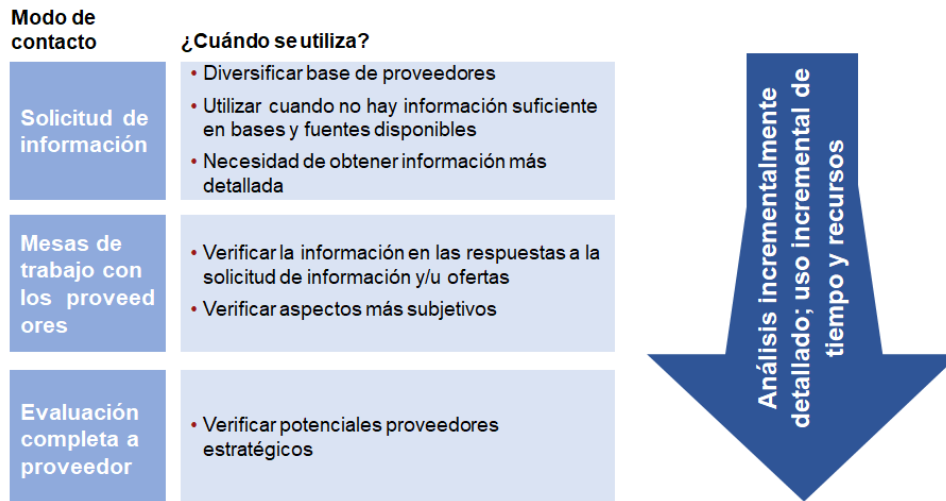 Modo de
contacto
¿Cuándo se utiliza?
Solicitud de
información
• Diversificar base de proveedores
• Utilizar cuando no hay información suficiente
en bases y fuentes disponibles
• Necesidad de obtener información más
detallada
Mesas de
trabajo con
los proveed
ores
• Verificar la información en las respuestas a la
solicitud de información y/u ofertas
• Verificar aspectos más subjetivos
Evaluación
completa a
proveedor
• Verificar potenciales proveedores
estratégicos
Análisis incrementalmente
detallado; uso incremental de
tiempo y recursos